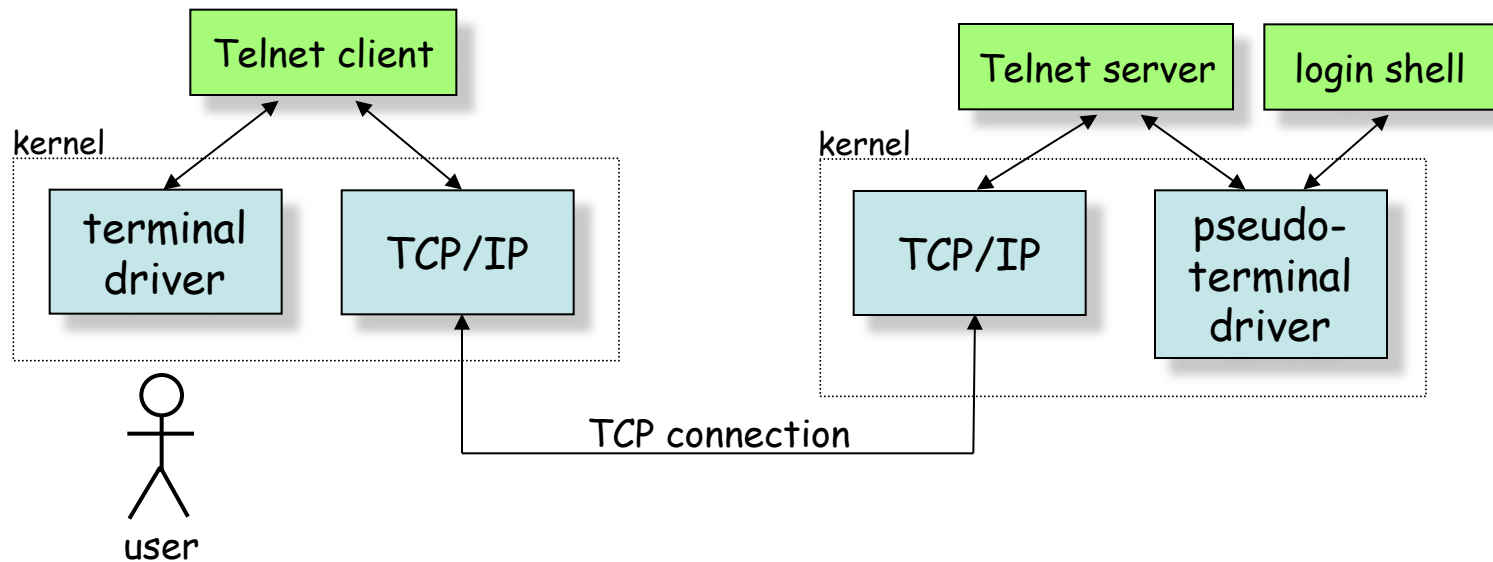 Telnet client
Telnet server
login shell
kernel
kernel
terminal
driver
TCP/IP
TCP/IP
pseudo-
terminal
driver
TCP connection
user